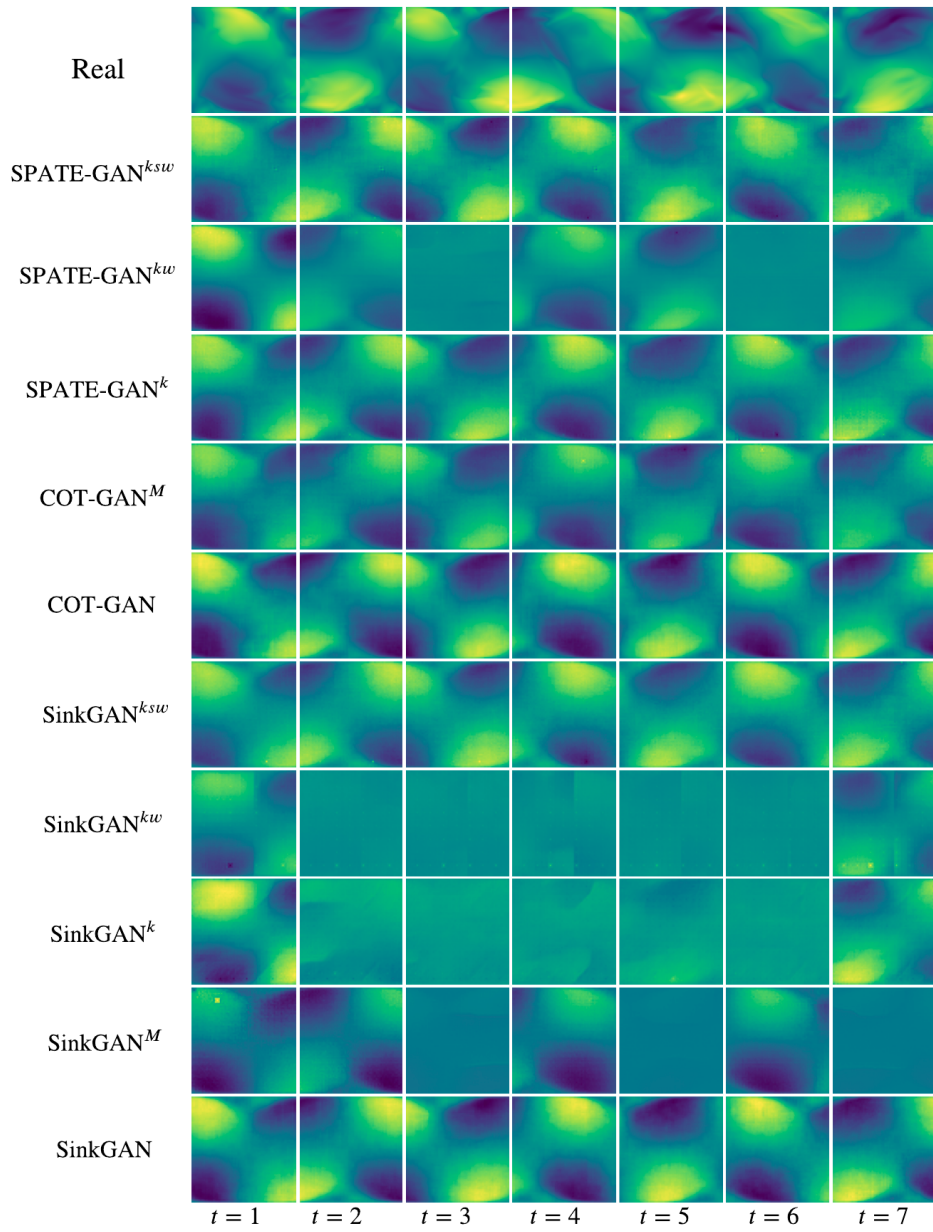 Real
SPATE-GAN^{ksw}
SPATE-GAN^{kw}
SPATE-GAN^{k}
COT-GAN^{M}
COT-GAN
SinkGAN^{ksw}
SinkGAN^{kw}
SinkGAN^{k}
SinkGAN^{M}
SinkGAN
t = 1 t = 2 t = 3 t = 4 t = 5 t = 6 t = 7